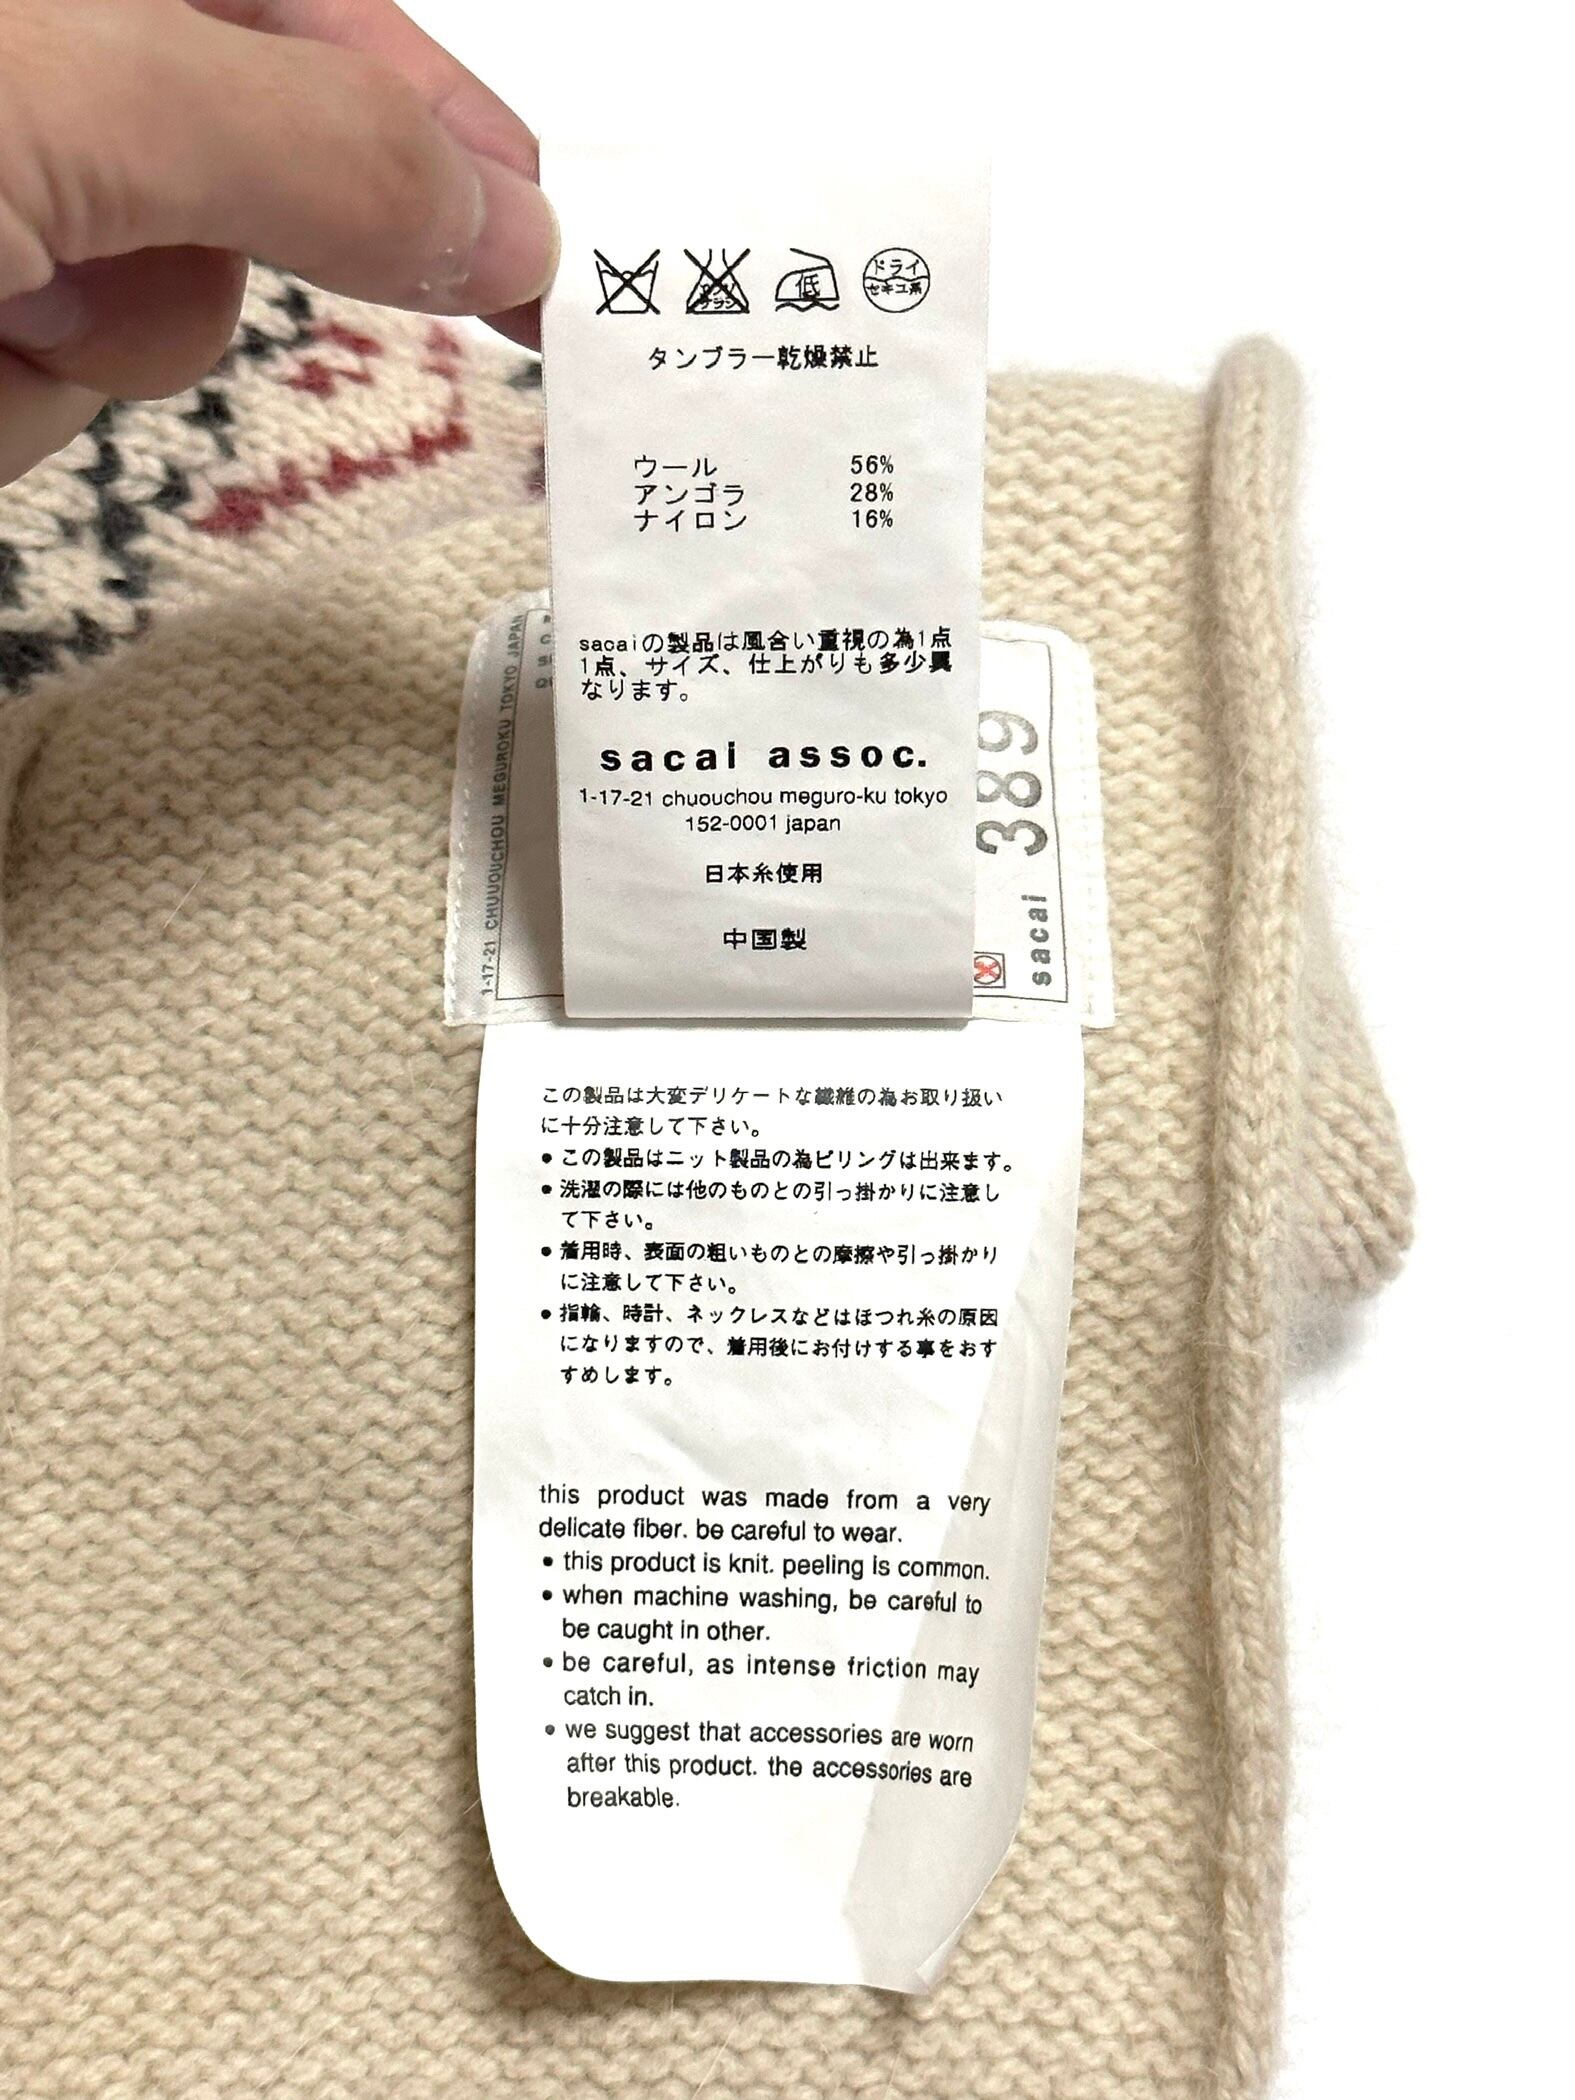 低
ドライ
セキユ系
タンブラー乾燥禁止
ウール 56%
アンゴラ 28%
ナイロン 16%
sacaiの製品は風合い重視の為1点
1点、サイズ、仕上がりも多少異
なります。
sacai assoc.
1-17-21 chuouchou meguro-ku tokyo
152-0001 japan
日本糸使用
中国製
1-17-21 CHUUOUCHOU MEGUROKU TOKYO JAPAN
389
sacai
この製品は大変デリケートな繊維の為お取り扱い
に十分注意して下さい。
● この製品はニット製品の為ピリングは出来ます。
● 洗濯の際には他のものとの引っ掛かりに注意し
て下さい。
● 着用時、表面の粗いものとの摩擦や引っ掛かり
に注意して下さい。
● 指輪、時計、ネックレスなどはほつれ糸の原因
になりますので、着用後にお付けする事をおす
すめします。
this product was made from a very
delicate fiber. be careful to wear.
● this product is knit. peeling is common.
● when machine washing, be careful to
be caught in other.
● be careful, as intense friction may
catch in.
● we suggest that accessories are worn
after this product. the accessories are
breakable.